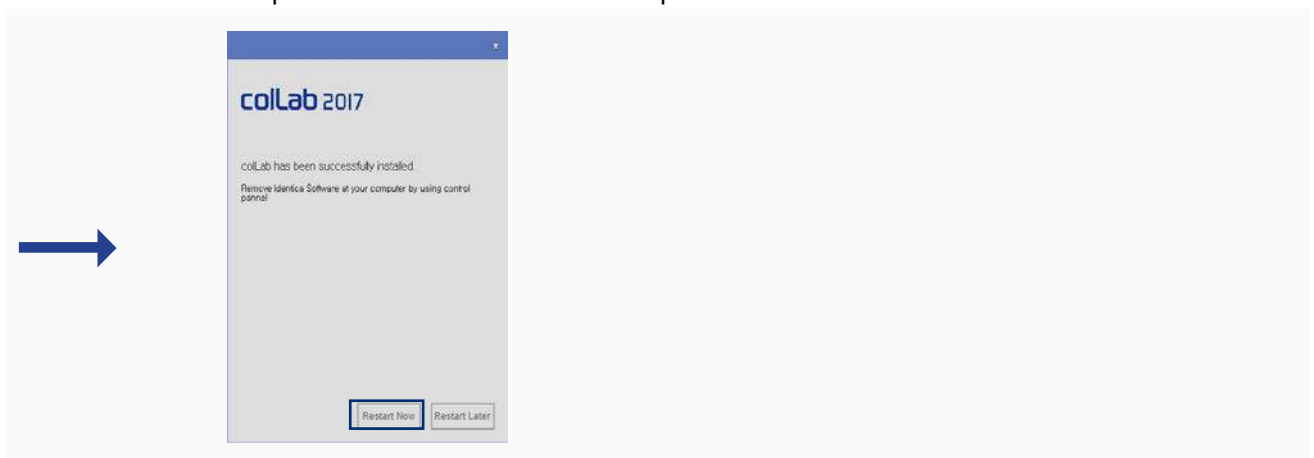 x
colLab 2017
colLab has been successfully installed.
Remove Identica Software at your computer by using control
pannel
Restart Now Restart Later